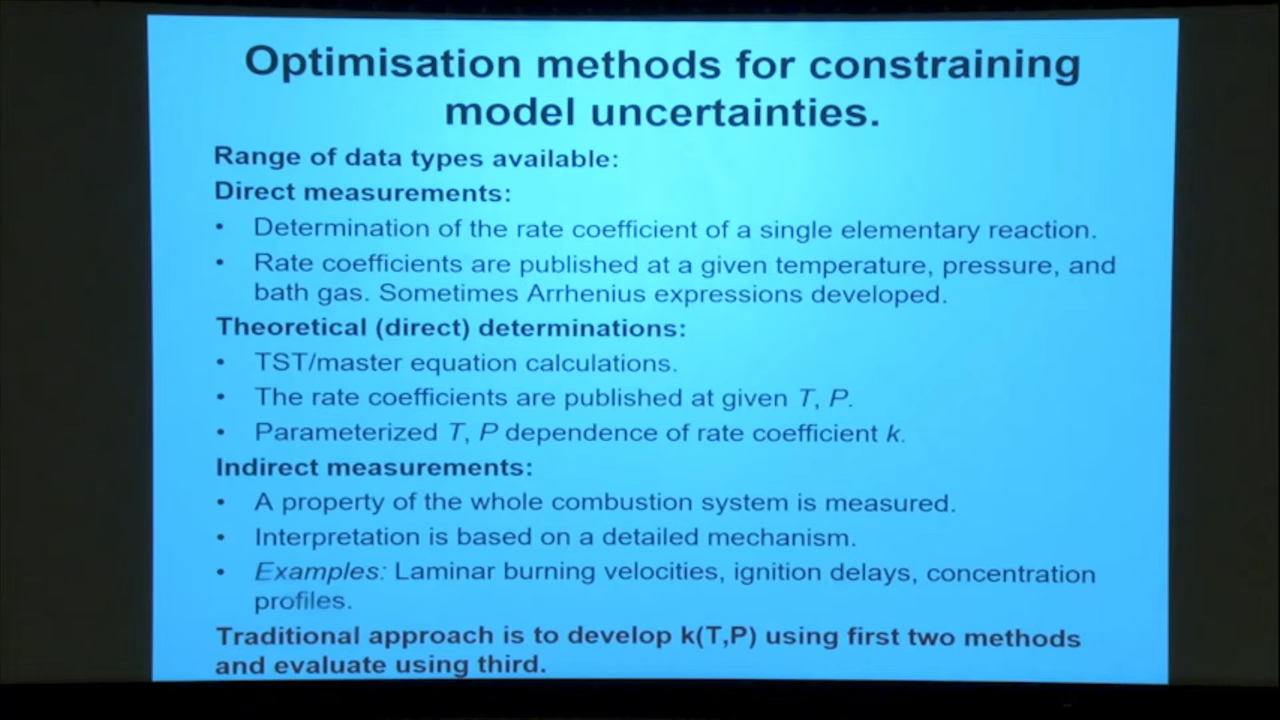 Optimisation methods for constraining
model uncertainties.
Range of data types available:
Direct measurements:
• Determination of the rate coefficient of a single elementary reaction.
• Rate coefficients are published at a given temperature, pressure, and
bath gas. Sometimes Arrhenius expressions developed.
Theoretical (direct) determinations:
• TST/master equation calculations.
• The rate coefficients are published at given T, P.
• Parameterized T, P dependence of rate coefficient k.
Indirect measurements:
• A property of the whole combustion system is measured.
• Interpretation is based on a detailed mechanism.
• Examples: Laminar burning velocities, ignition delays, concentration
profiles.
Traditional approach is to develop k(T,P) using first two methods
and evaluate using third.